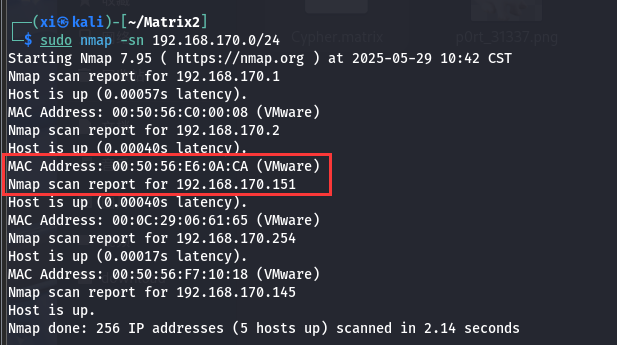 (xi㉿kali)-[~/Matrix2]
$ sudo nmap -sn 192.168.170.0/24
Starting Nmap 7.95 ( https://nmap.org ) at 2025-05-29 10:42 CST
Nmap scan report for 192.168.170.1
Host is up (0.00057s latency).
MAC Address: 00:50:56:C0:00:08 (VMware)
Nmap scan report for 192.168.170.2
Host is up (0.00040s latency).
MAC Address: 00:50:56:E6:0A:CA (VMware)
Nmap scan report for 192.168.170.151
Host is up (0.00040s latency).
MAC Address: 00:0C:29:06:61:65 (VMware)
Nmap scan report for 192.168.170.254
Host is up (0.00017s latency).
MAC Address: 00:50:56:F7:10:18 (VMware)
Nmap scan report for 192.168.170.145
Host is up.
Nmap done: 256 IP addresses (5 hosts up) scanned in 2.14 seconds
Cypher.matrix
p0rt_31337.png